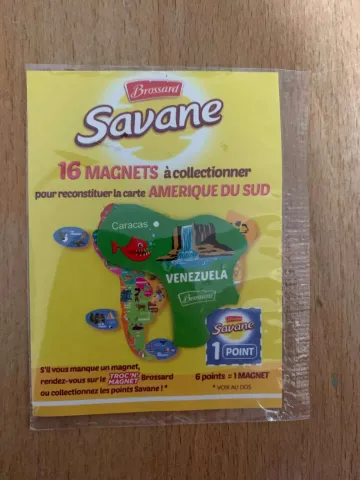 Brossard
Savane
16 MAGNETS à collectionner
pour reconstituer la carte AMERIQUE DU SUD
Caracas
VENEZUELA
Brossard
Savane
1 POINT
S'il vous manque un magnet,
rendez-vous sur le TROC'N' MAGNET Brossard
ou collectionnez les points Savane ! *
6 points = 1 MAGNET
* VOIR AU DOS